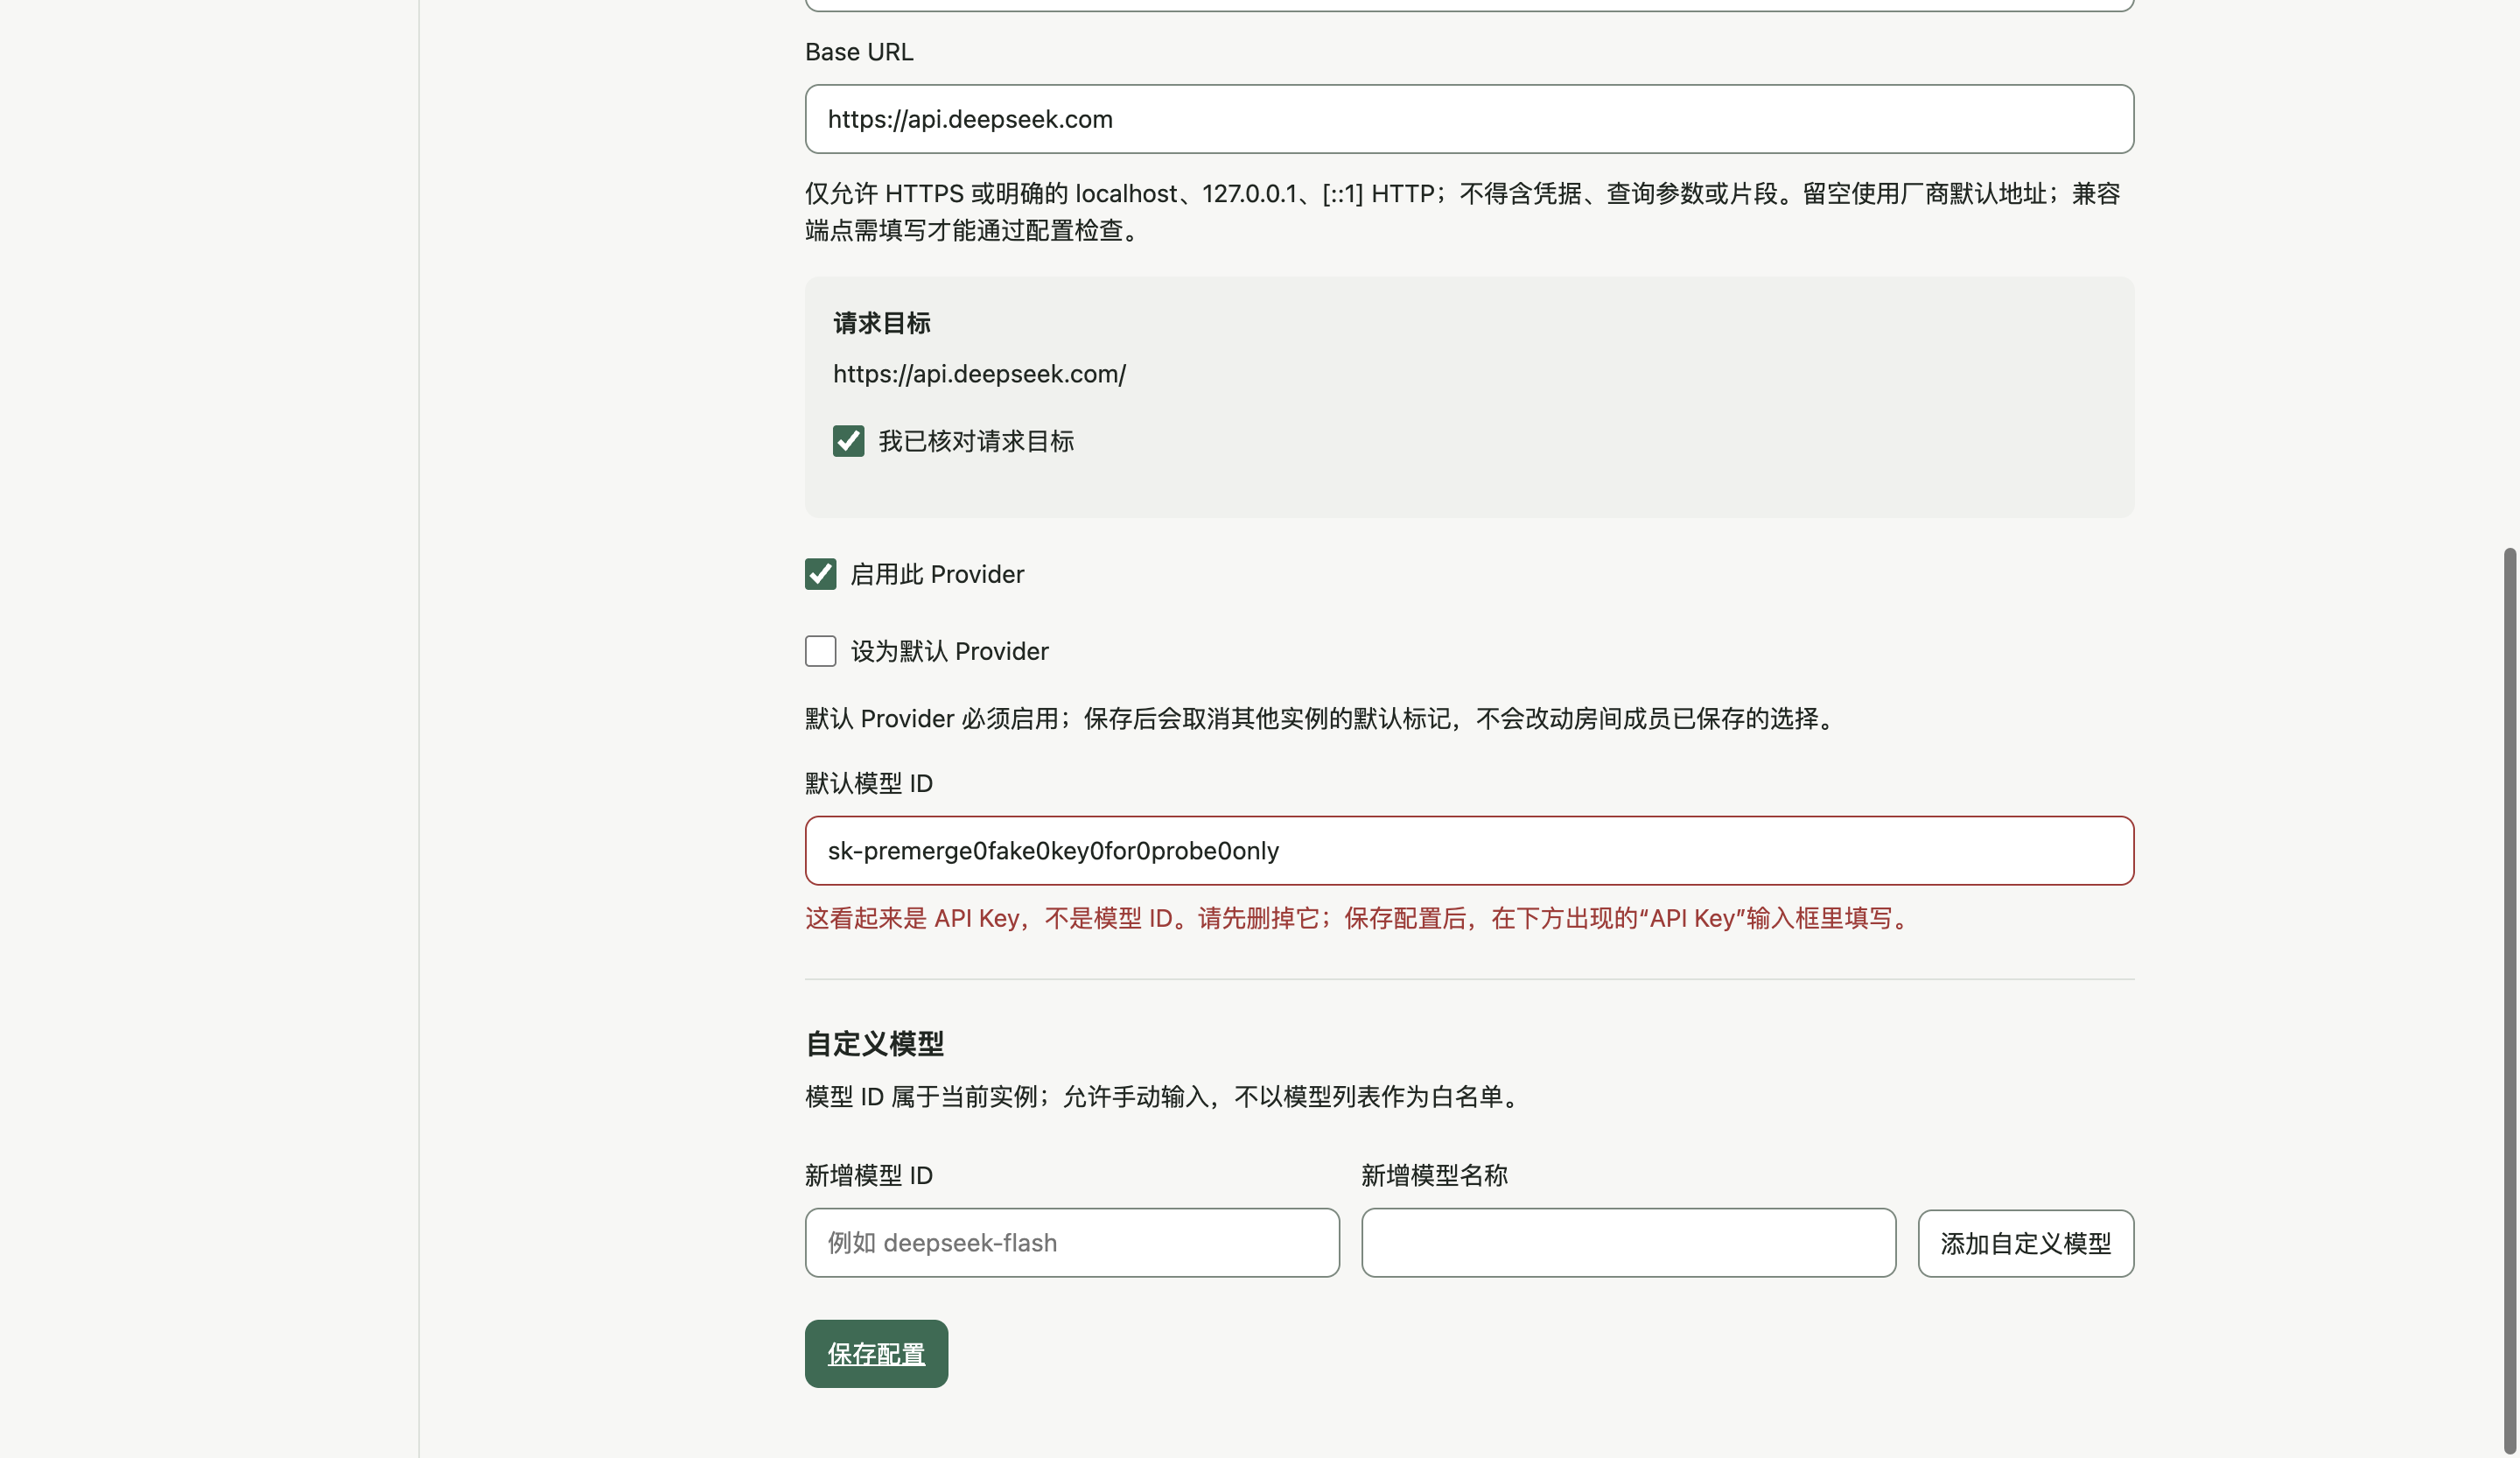 Base URL
https://api.deepseek.com
仅允许 HTTPS 或明确的 localhost、127.0.0.1、[::1] HTTP；不得含凭据、查询参数或片段。留空使用厂商默认地址；兼容
端点需填写才能通过配置检查。
请求目标
https://api.deepseek.com/
我已核对请求目标
启用此 Provider
设为默认 Provider
默认 Provider 必须启用；保存后会取消其他实例的默认标记，不会改动房间成员已保存的选择。
默认模型 ID
sk-premerge0fake0key0for0probe0only
这看起来是 API Key，不是模型 ID。请先删掉它；保存配置后，在下方出现的“API Key”输入框里填写。
自定义模型
模型 ID 属于当前实例；允许手动输入，不以模型列表作为白名单。
新增模型 ID
新增模型名称
例如 deepseek-flash
添加自定义模型
保存配置